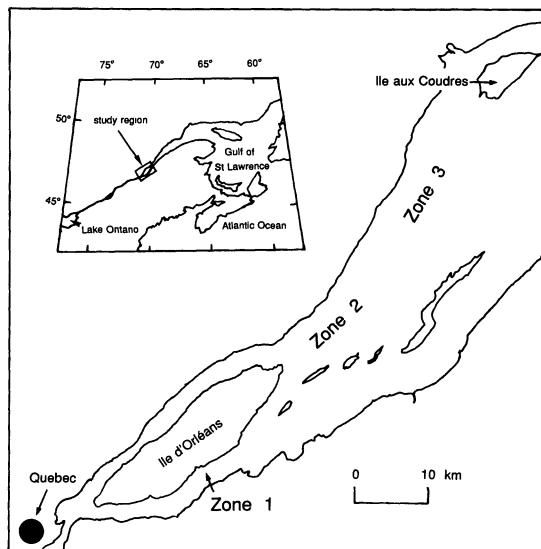 75°
70°
65°
60°
50°
45°
study region
Gulf of
St Lawrence
Lake Ontano
Atlantic Ocean
Ile aux Coudres
Zone 3
Zone 2
Ile d'Orléans
Zone 1
Quebec
0 10 km